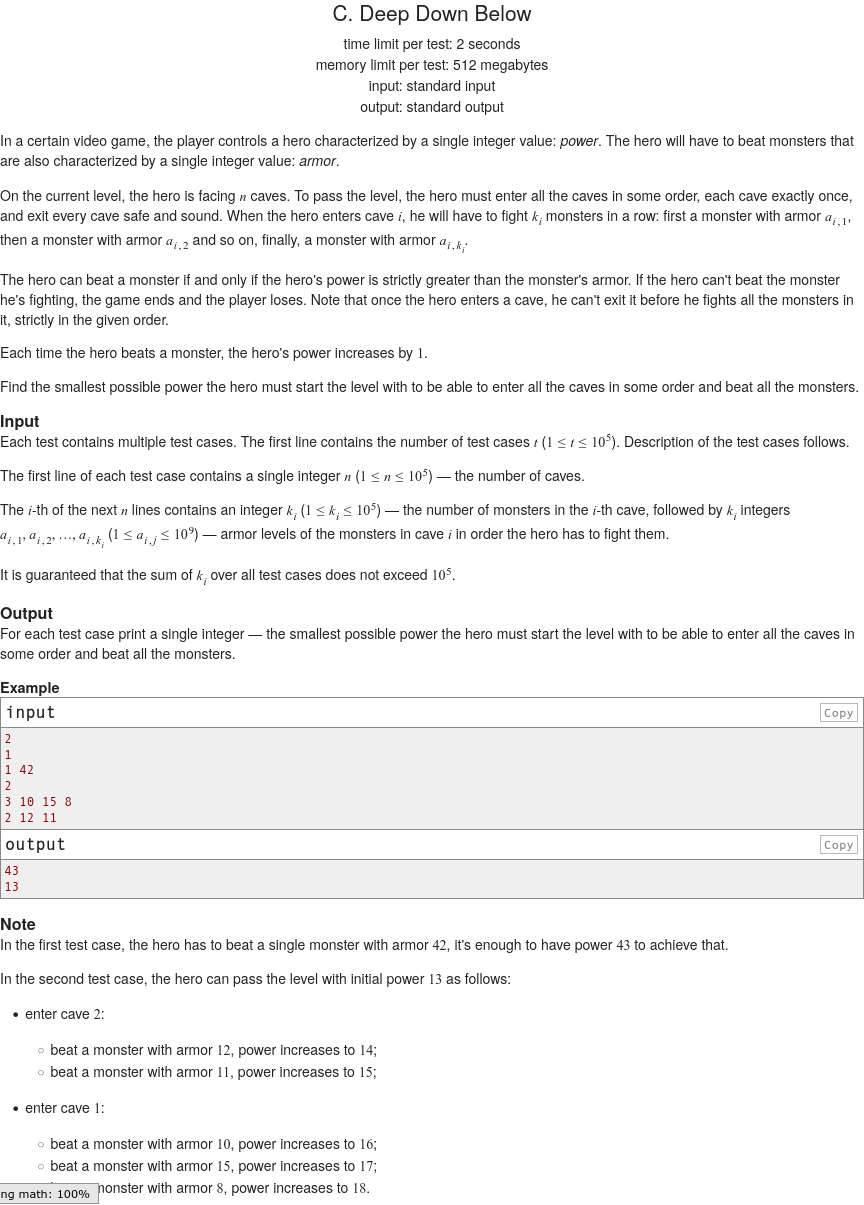 C. Deep Down Below
time limit per test: 2 seconds
memory limit per test: 512 megabytes
input: standard input
output: standard output
In a certain video game, the player controls a hero characterized by a single integer value: power. The hero will have to beat monsters that
are also characterized by a single integer value: armor.
On the current level, the hero is facing n caves. To pass the level, the hero must enter all the caves in some order, each cave exactly once,
and exit every cave safe and sound. When the hero enters cave i, he will have to fight k_i monsters in a row: first a monster with armor a_{i,1},
then a monster with armor a_{i,2} and so on, finally, a monster with armor a_{i,k_i}.
The hero can beat a monster if and only if the hero's power is strictly greater than the monster's armor. If the hero can't beat the monster
he's fighting, the game ends and the player loses. Note that once the hero enters a cave, he can't exit it before he fights all the monsters in
it, strictly in the given order.
Each time the hero beats a monster, the hero's power increases by 1.
Find the smallest possible power the hero must start the level with to be able to enter all the caves in some order and beat all the monsters.
Input
Each test contains multiple test cases. The first line contains the number of test cases t (1 ≤ t ≤ 10^5). Description of the test cases follows.
The first line of each test case contains a single integer n (1 ≤ n ≤ 10^5) — the number of caves.
The i-th of the next n lines contains an integer k_i (1 ≤ k_i ≤ 10^5) — the number of monsters in the i-th cave, followed by k_i integers
a_{i,1}, a_{i,2}, …, a_{i,k_i} (1 ≤ a_{i,j} ≤ 10^9) — armor levels of the monsters in cave i in order the hero has to fight them.
It is guaranteed that the sum of k_i over all test cases does not exceed 10^5.
Output
For each test case print a single integer — the smallest possible power the hero must start the level with to be able to enter all the caves in
some order and beat all the monsters.
Example
input Copy
2
1
1 42
2
3 10 15 8
2 12 11
output Copy
43
13
Note
In the first test case, the hero has to beat a single monster with armor 42, it's enough to have power 43 to achieve that.
In the second test case, the hero can pass the level with initial power 13 as follows:
• enter cave 2:
○ beat a monster with armor 12, power increases to 14;
○ beat a monster with armor 11, power increases to 15;
• enter cave 1:
○ beat a monster with armor 10, power increases to 16;
○ beat a monster with armor 15, power increases to 17;
monster with armor 8, power increases to 18.
ng math: 100%